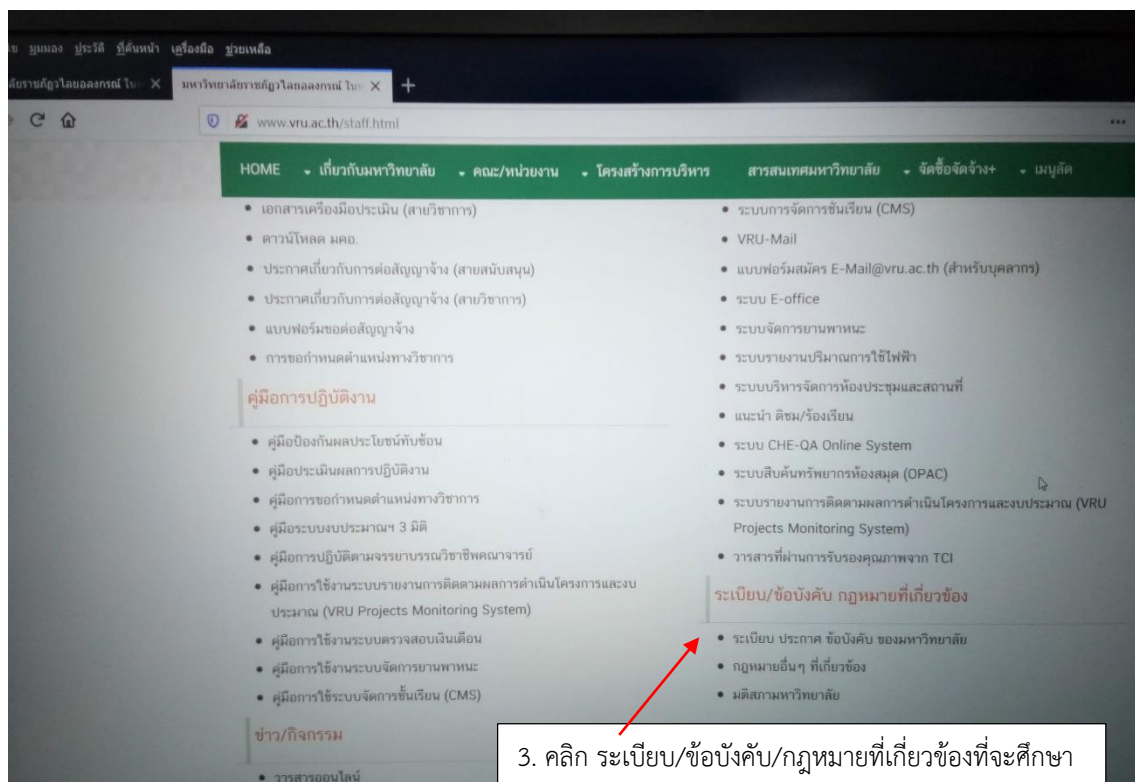 มุมมอง ประวัติ ที่คั่นหน้า เครื่องมือ ช่วยเหลือ
มหาวิทยาลัยราชภัฏวไลยอลงกรณ์ ใน
www.vru.ac.th/staff.html
HOME เกี่ยวกับมหาวิทยาลัย คณะ/หน่วยงาน โครงสร้างการบริหาร สารสนเทศมหาวิทยาลัย จัดซื้อจัดจ้าง+ เมนูลัด
เอกสารเครื่องมือประเมิน (สายวิชาการ)
ดาวน์โหลด มคอ.
ประกาศเกี่ยวกับการต่อสัญญาจ้าง (สายสนับสนุน)
ประกาศเกี่ยวกับการต่อสัญญาจ้าง (สายวิชาการ)
แบบฟอร์มขอต่อสัญญาจ้าง
การขอกำหนดตำแหน่งทางวิชาการ
คู่มือการปฏิบัติงาน
คู่มือป้องกันผลประโยชน์ทับซ้อน
คู่มือประเมินผลการปฏิบัติงาน
คู่มือการขอกำหนดตำแหน่งทางวิชาการ
คู่มือระบบงบประมาณฯ 3 มิติ
คู่มือการปฏิบัติตามจรรยาบรรณวิชาชีพคณาจารย์
คู่มือการใช้งานระบบรายงานการติดตามผลการดำเนินโครงการและงบ
ประมาณ (VRU Projects Monitoring System)
คู่มือการใช้งานระบบตรวจสอบเงินเดือน
คู่มือการใช้งานระบบจัดการยานพาหนะ
คู่มือการใช้ระบบจัดการชั้นเรียน (CMS)
ข่าว/กิจกรรม
วารสารออนไลน์
ระบบการจัดการชั้นเรียน (CMS)
VRU-Mail
แบบฟอร์มสมัคร E-Mail@vru.ac.th (สำหรับบุคลากร)
ระบบ E-office
ระบบจัดการยานพาหนะ
ระบบรายงานปริมาณการใช้ไฟฟ้า
ระบบบริหารจัดการห้องประชุมและสถานที่
แนะนำ ติชม/ร้องเรียน
ระบบ CHE-QA Online System
ระบบสืบค้นทรัพยากรห้องสมุด (OPAC)
ระบบรายงานการติดตามผลการดำเนินโครงการและงบประมาณ (VRU
Projects Monitoring System)
วารสารที่ผ่านการรับรองคุณภาพจาก TCI
ระเบียบ/ข้อบังคับ กฎหมายที่เกี่ยวข้อง
ระเบียบ ประกาศ ข้อบังคับ ของมหาวิทยาลัย
กฎหมายอื่นๆ ที่เกี่ยวข้อง
มติสภามหาวิทยาลัย
3. คลิก ระเบียบ/ข้อบังคับ/กฎหมายที่เกี่ยวข้องที่จะศึกษา